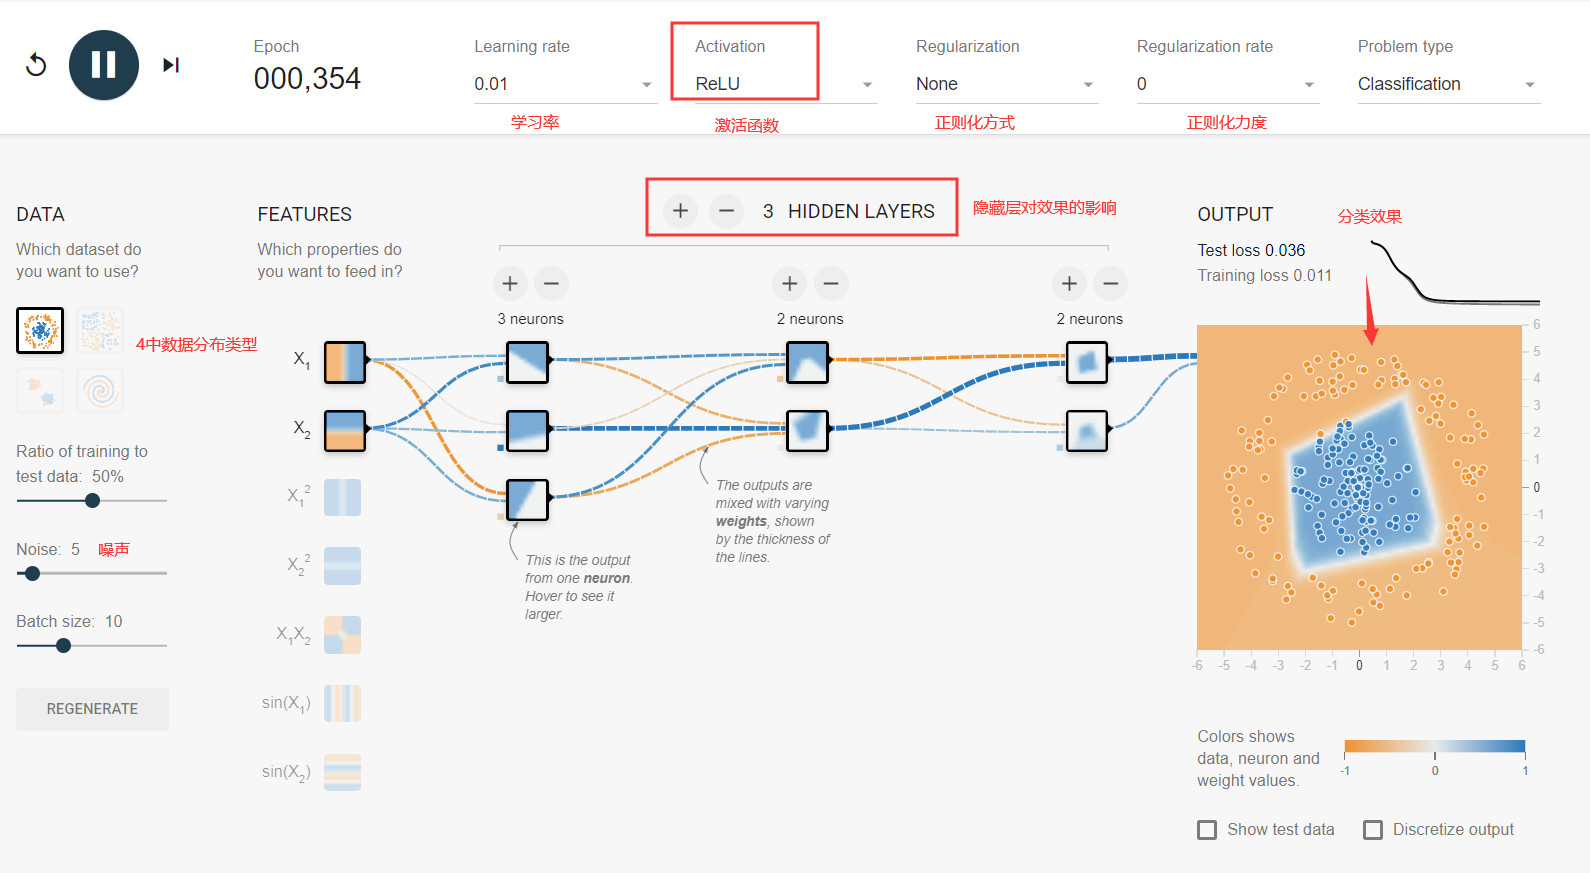 Epoch
000,354
Learning rate
0.01
学习率
Activation
ReLU
激活函数
Regularization
None
正则化方式
Regularization rate
0
正则化力度
Problem type
Classification
DATA
Which dataset do
you want to use?
4中数据分布类型
Ratio of training to
test data: 50%
Noise: 5 噪声
Batch size: 10
REGENERATE
FEATURES
Which properties do
you want to feed in?
X1
X2
X1²
X2²
X1X2
sin(X1)
sin(X2)
+ − 3 HIDDEN LAYERS
隐藏层对效果的影响
+ −
3 neurons
+ −
2 neurons
+ −
2 neurons
This is the output
from one neuron.
Hover to see it
larger.
The outputs are
mixed with varying
weights, shown
by the thickness of
the lines.
OUTPUT
分类效果
Test loss 0.036
Training loss 0.011
6
5
4
3
2
1
0
-1
-2
-3
-4
-5
-6
-6 -5 -4 -3 -2 -1 0 1 2 3 4 5 6
Colors shows
data, neuron and
weight values.
-1 0 1
Show test data
Discretize output